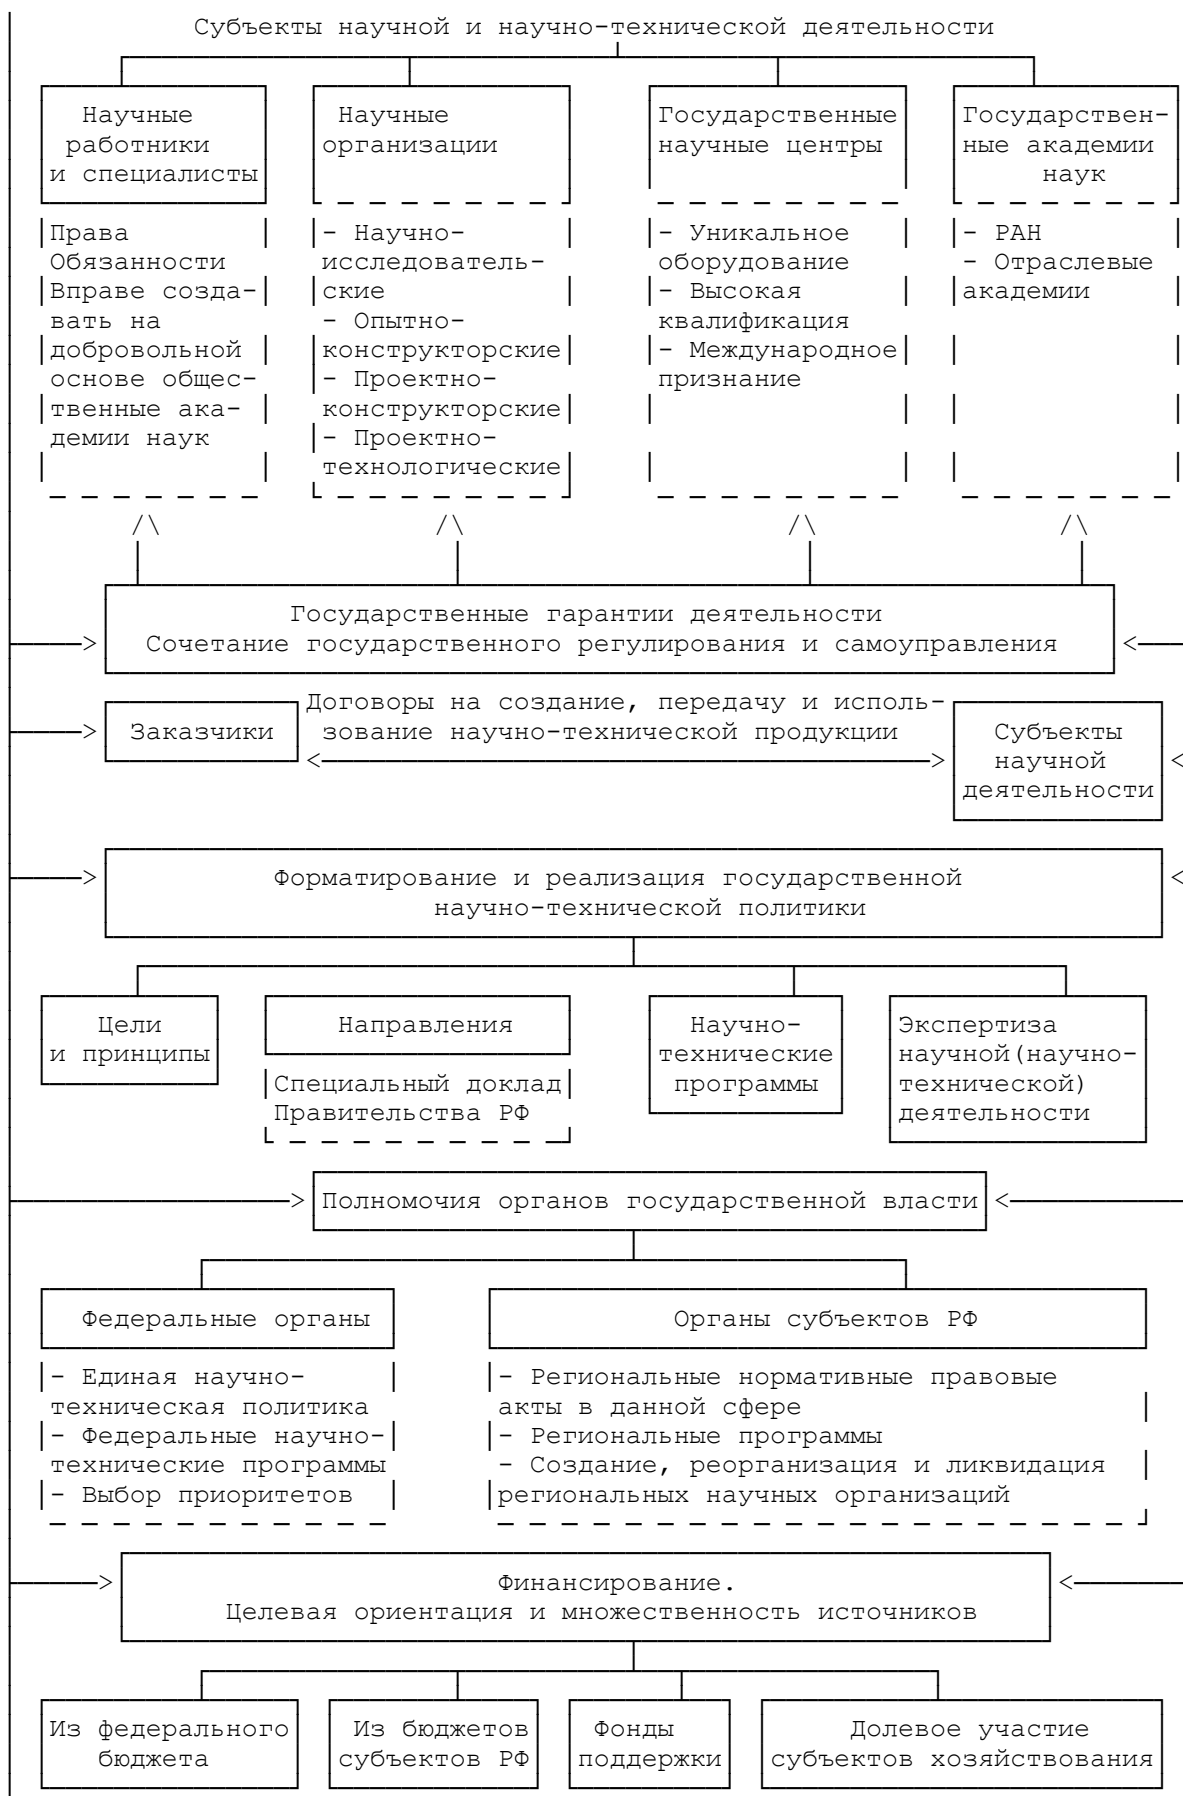 Субъекты научной и научно-технической деятельности
Научные
работники
и специалисты
Научные
организации
Государственные
научные центры
Государствен-
ные академии
наук
Права
Обязанности
Вправе созда-
вать на
добровольной
основе общес-
твенные ака-
демии наук
- Научно-
исследователь-
ские
- Опытно-
конструкторские
- Проектно-
конструкторские
- Проектно-
технологические
- Уникальное
оборудование
- Высокая
квалификация
- Международное
признание
- РАН
- Отраслевые
академии
Государственные гарантии деятельности
Сочетание государственного регулирования и самоуправления
Заказчики
Договоры на создание, передачу и исполь-
зование научно-технической продукции
Субъекты
научной
деятельности
Форматирование и реализация государственной
научно-технической политики
Цели
и принципы
Направления
Специальный доклад
Правительства РФ
Научно-
технические
программы
Экспертиза
научной(научно-
технической)
деятельности
Полномочия органов государственной власти
Федеральные органы
- Единая научно-
техническая политика
- Федеральные научно-
технические программы
- Выбор приоритетов
Органы субъектов РФ
- Региональные нормативные правовые
акты в данной сфере
- Региональные программы
- Создание, реорганизация и ликвидация
региональных научных организаций
Финансирование.
Целевая ориентация и множественность источников
Из федерального
бюджета
Из бюджетов
субъектов РФ
Фонды
поддержки
Долевое участие
субъектов хозяйствования